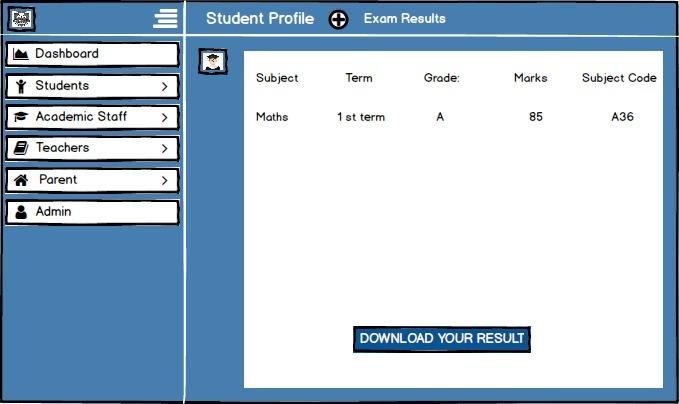 Student Profile Exam Results
Dashboard
Students
Academic Staff
Teachers
Parent
Admin
Subject Term Grade: Marks Subject Code
Maths 1 st term A 85 A36
DOWNLOAD YOUR RESULT